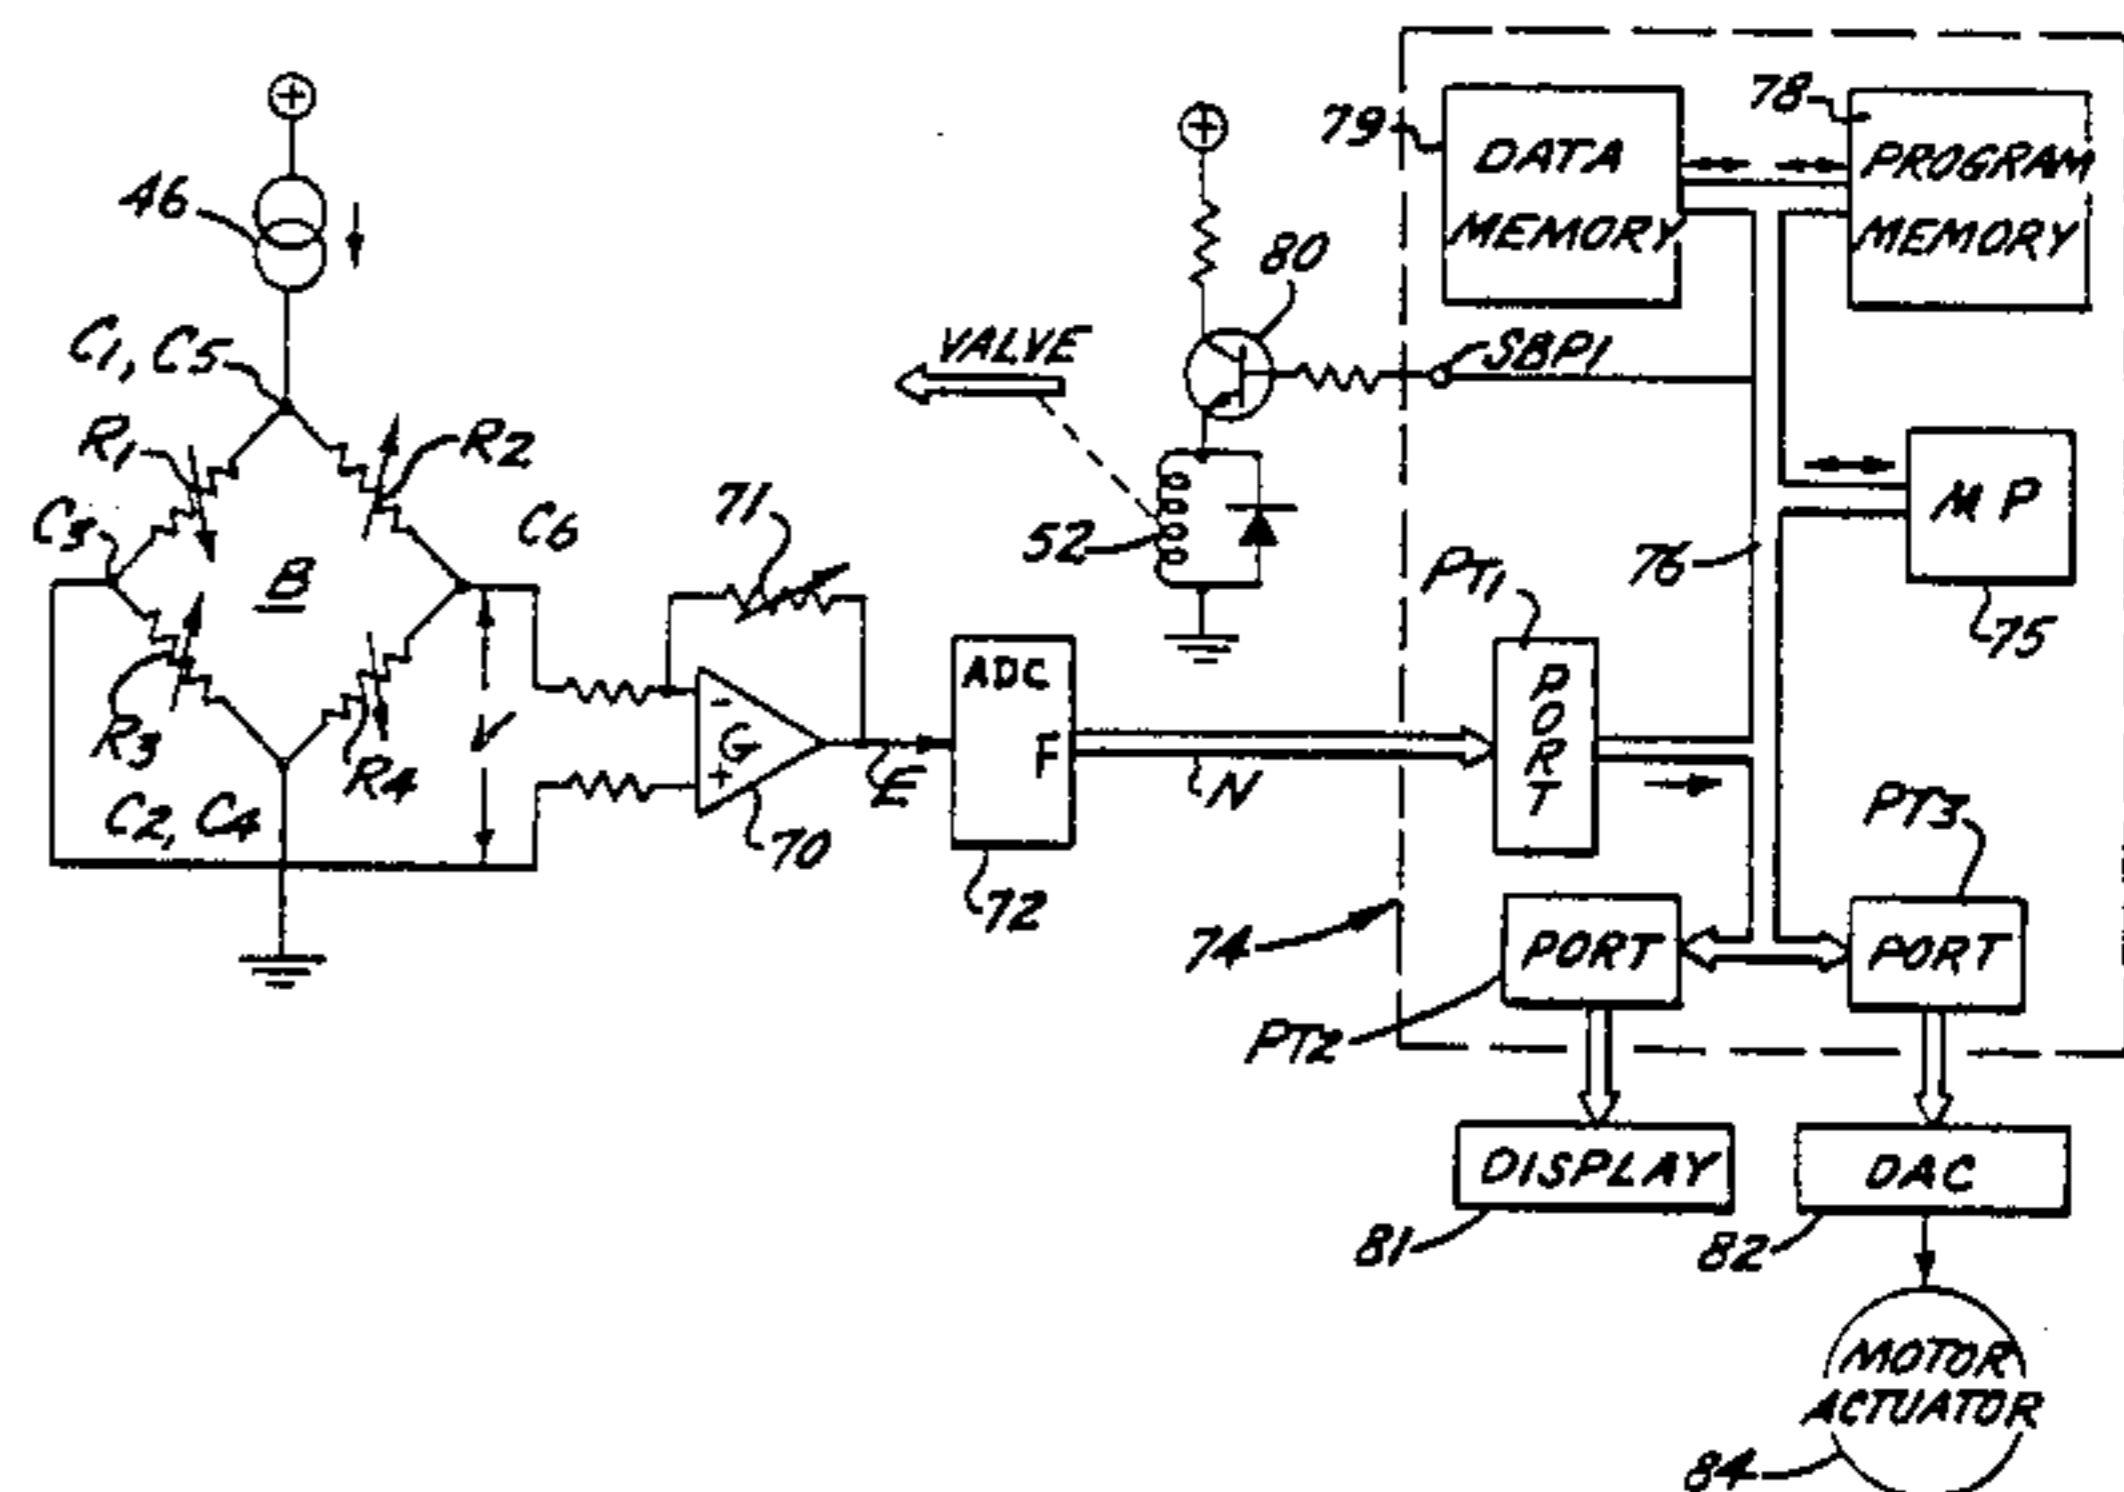 46
C1, C5
R1
R2
C3
C6
B
R3
R4
C2, C4
V
71
-
G
+
70
E
ADC
F
72
N
VALVE
80
52
SBP1
79
DATA
MEMORY
78
PROGRAM
MEMORY
MP
75
76
PT1
PORT
74
PORT
PT2
PT3
PORT
DISPLAY
81
DAC
82
MOTOR
ACTUATOR
84